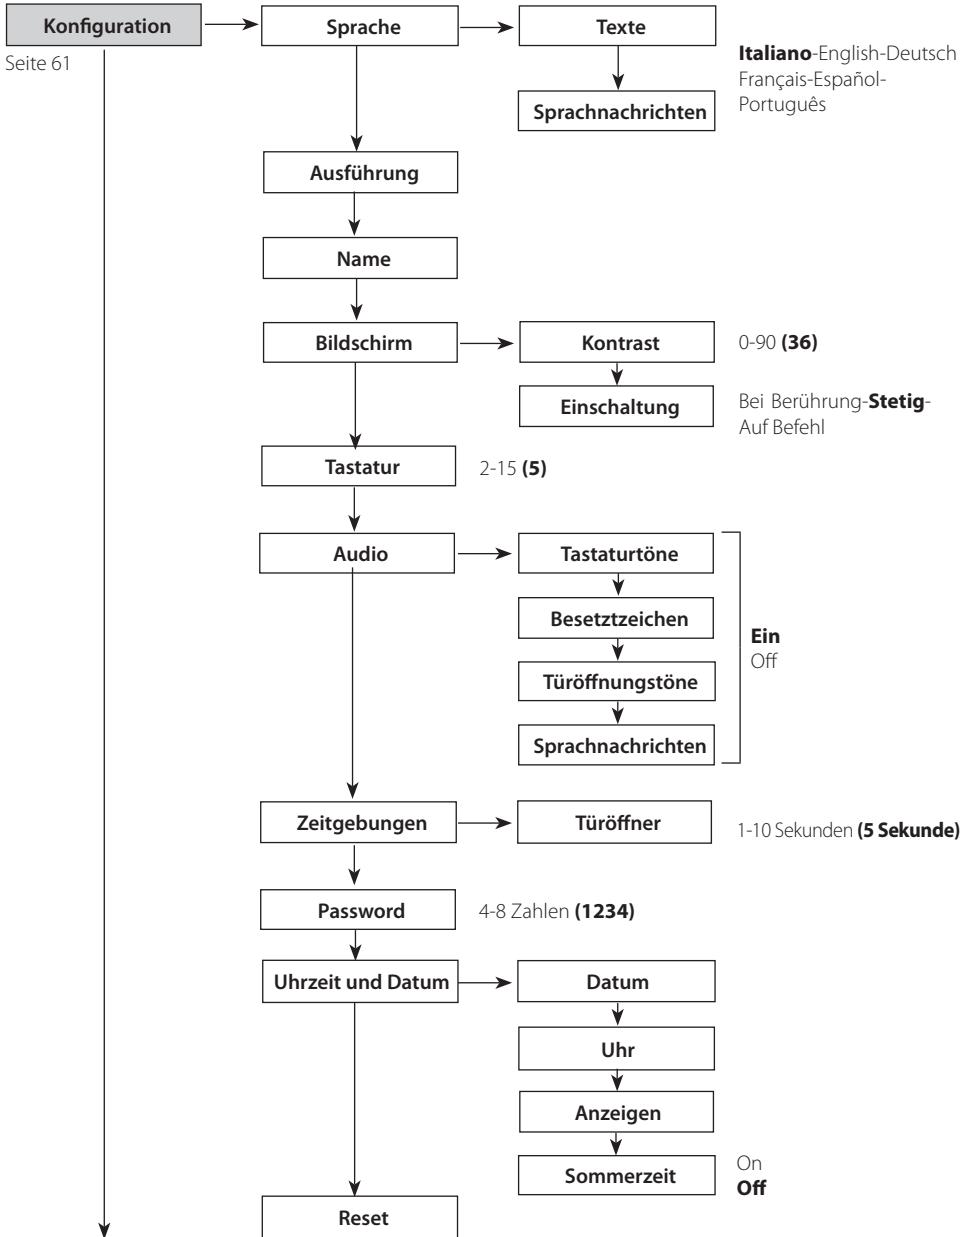 Konfiguration
Sprache
Texte
Seite 61
Italiano-English-Deutsch
Français-Español-
Português
Sprachnachrichten
Ausführung
Name
Bildschirm
Kontrast
0-90 (36)
Einschaltung
Bei Berührung-Stetig-
Auf Befehl
Tastatur
2-15 (5)
Audio
Tastaturtöne
Besetztzeichen
Türöffnungstöne
Sprachnachrichten
Ein
Off
Zeitgebungen
Türöffner
1-10 Sekunden (5 Sekunde)
Password
4-8 Zahlen (1234)
Uhrzeit und Datum
Datum
Uhr
Anzeigen
Sommerzeit
On
Off
Reset